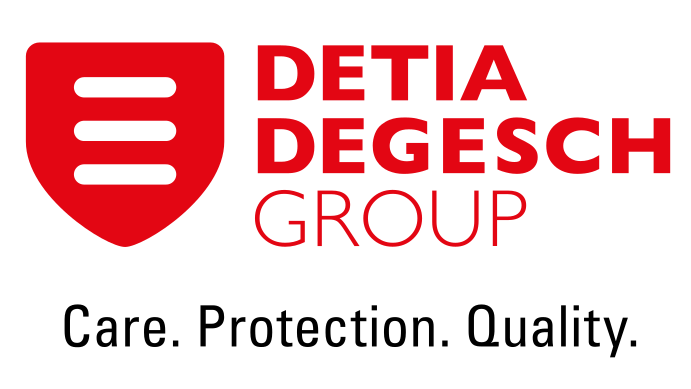 DETIA
DEGESCH
GROUP
Care. Protection. Quality.